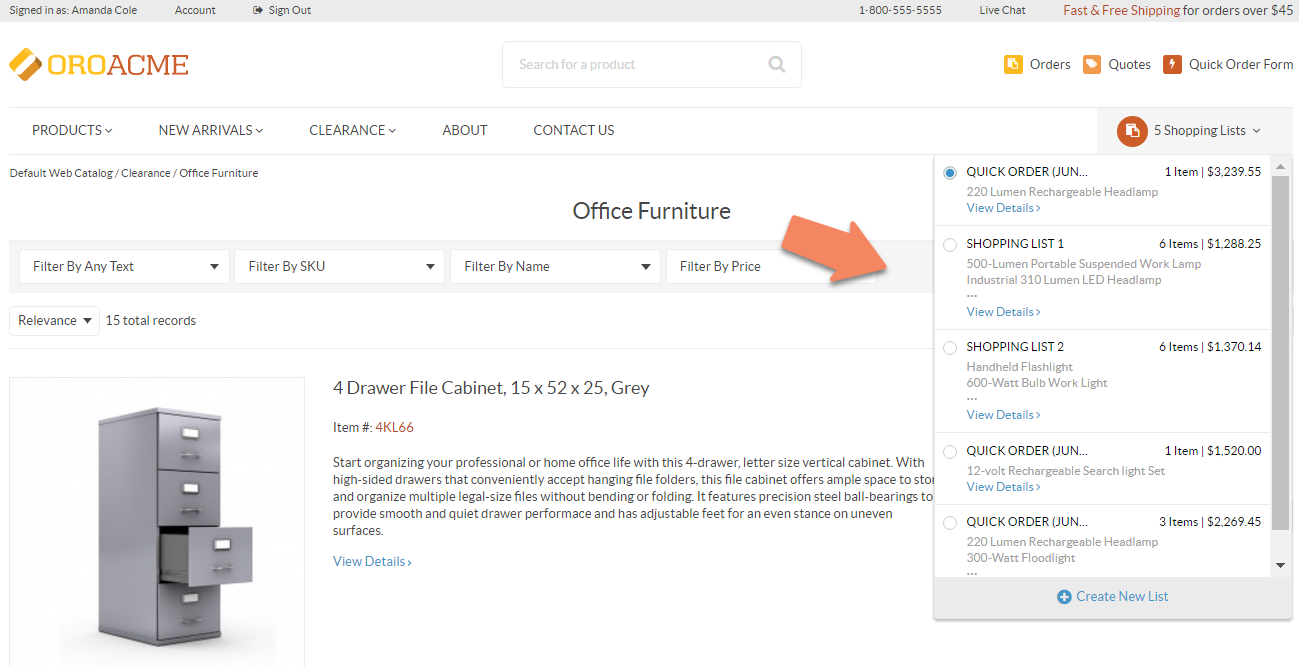 Signed in as: Amanda Cole Account Sign Out 1-800-555-5555 Live Chat Fast & Free Shipping for orders over $45
OROACME
Search for a product
Orders Quotes Quick Order Form
PRODUCTS NEW ARRIVALS CLEARANCE ABOUT CONTACT US 5 Shopping Lists
Default Web Catalog / Clearance / Office Furniture
Office Furniture
Filter By Any Text Filter By SKU Filter By Name Filter By Price
Relevance 15 total records
4 Drawer File Cabinet, 15 x 52 x 25, Grey
Item #: 4KL66
Start organizing your professional or home office life with this 4-drawer, letter size vertical cabinet. With
high-sided drawers that conveniently accept hanging file folders, this file cabinet offers ample space to stor
and organize multiple legal-size files without bending or folding. It features precision steel ball-bearings to
provide smooth and quiet drawer performace and has adjustable feet for an even stance on uneven
surfaces.
View Details ›
QUICK ORDER (JUN... 1 Item | $3,239.55
220 Lumen Rechargeable Headlamp
View Details ›
SHOPPING LIST 1 6 Items | $1,288.25
500-Lumen Portable Suspended Work Lamp
Industrial 310 Lumen LED Headlamp
...
View Details ›
SHOPPING LIST 2 6 Items | $1,370.14
Handheld Flashlight
600-Watt Bulb Work Light
...
View Details ›
QUICK ORDER (JUN... 1 Item | $1,520.00
12-volt Rechargeable Search light Set
View Details ›
QUICK ORDER (JUN... 3 Items | $2,269.45
220 Lumen Rechargeable Headlamp
300-Watt Floodlight
...
Create New List